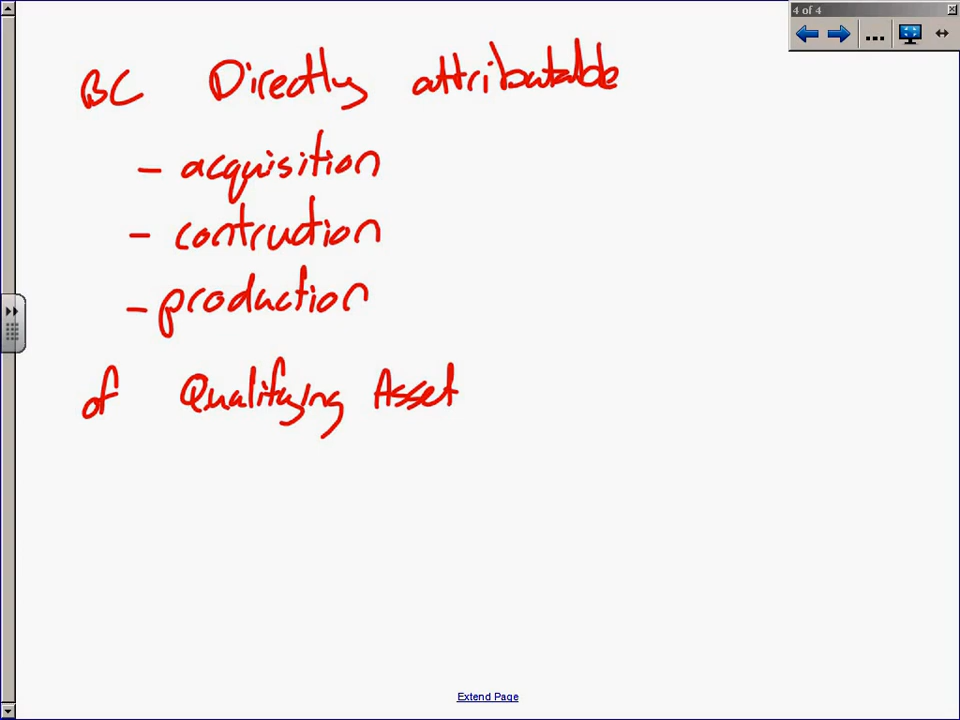 4 of 4
BC Directly attributable
- acquisition
- contruction
- production
of Qualifying Asset
Extend Page